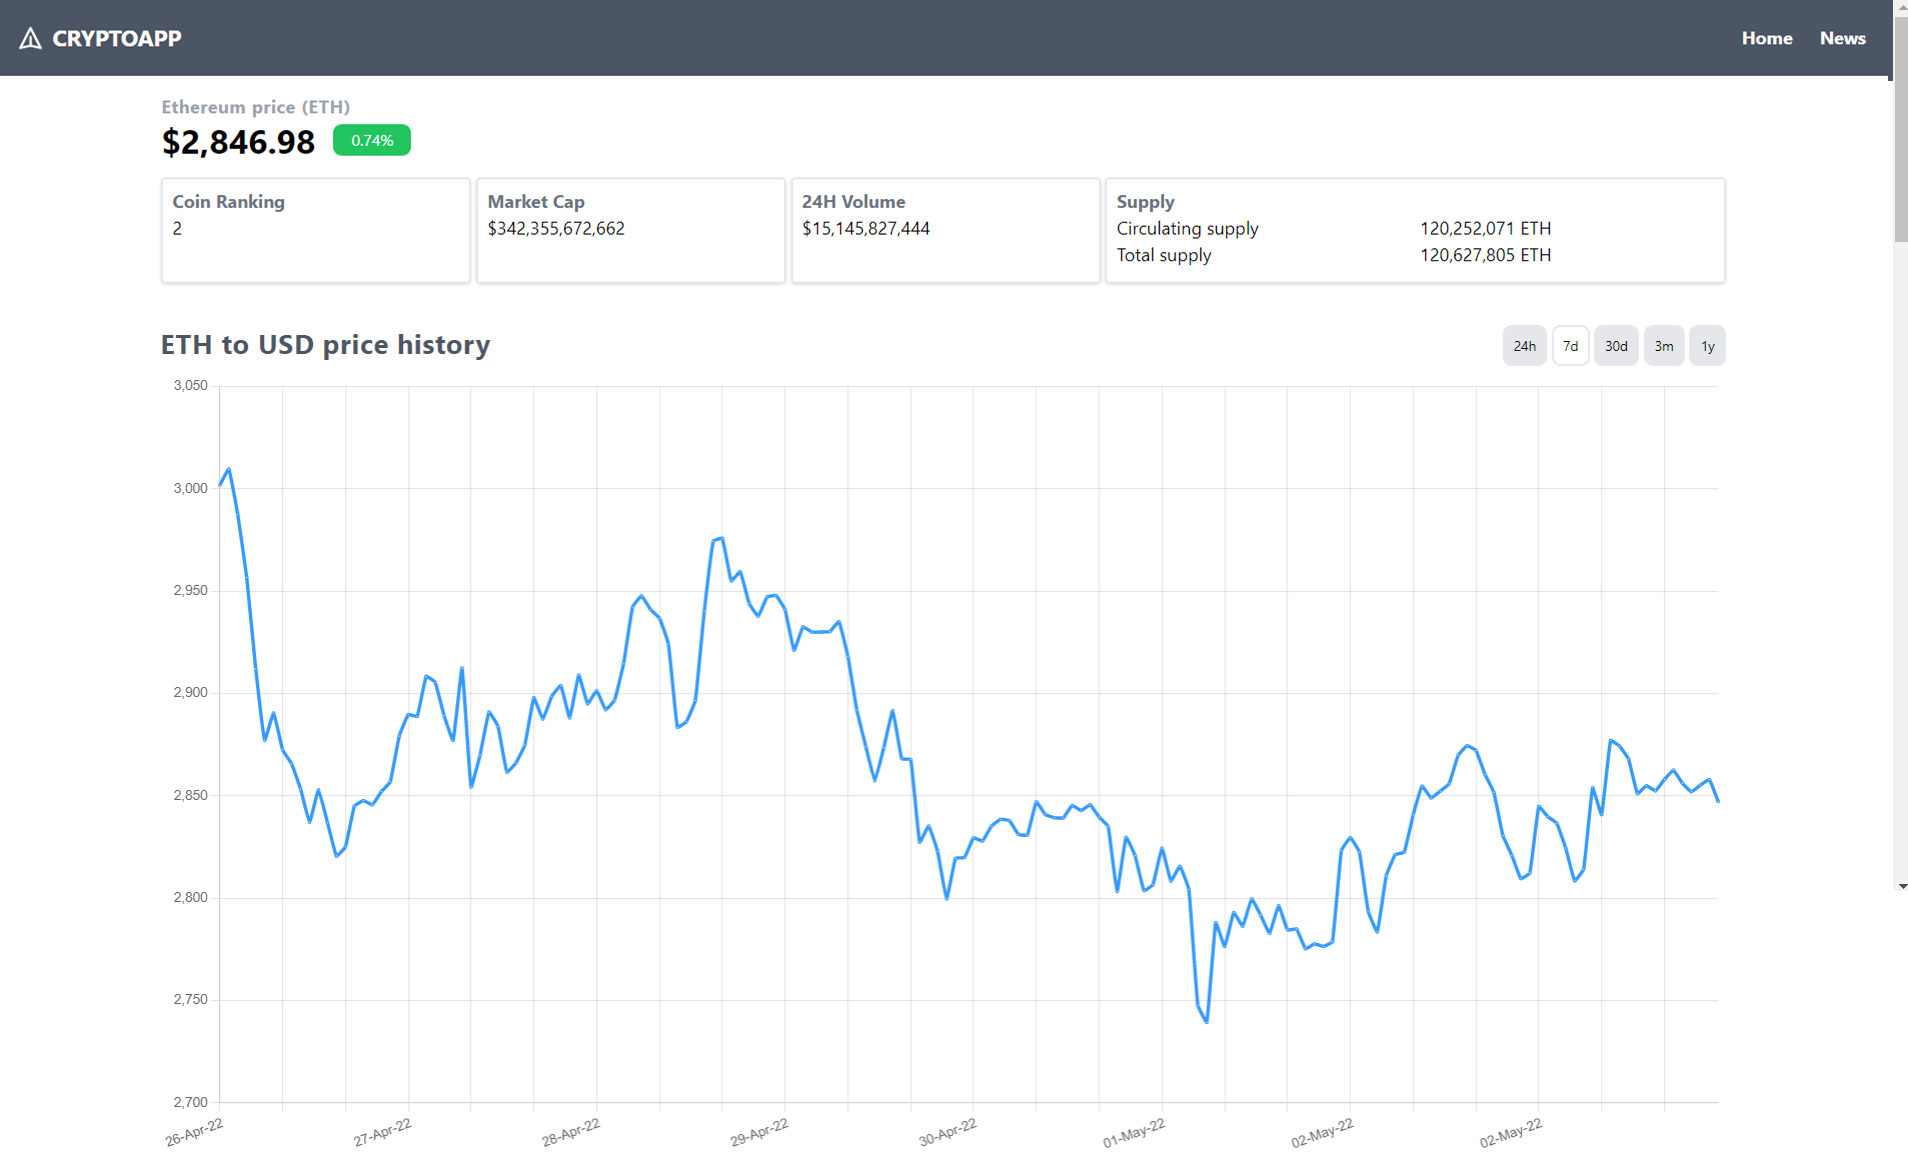 CRYPTOAPP
Home News
Ethereum price (ETH)
$2,846.98 0.74%
Coin Ranking
2
Market Cap
$342,355,672,662
24H Volume
$15,145,827,444
Supply
Circulating supply 120,252,071 ETH
Total supply 120,627,805 ETH
ETH to USD price history
24h 7d 30d 3m 1y
3,050
3,000
2,950
2,900
2,850
2,800
2,750
2,700
26-Apr-22 27-Apr-22 28-Apr-22 29-Apr-22 30-Apr-22 01-May-22 02-May-22 02-May-22